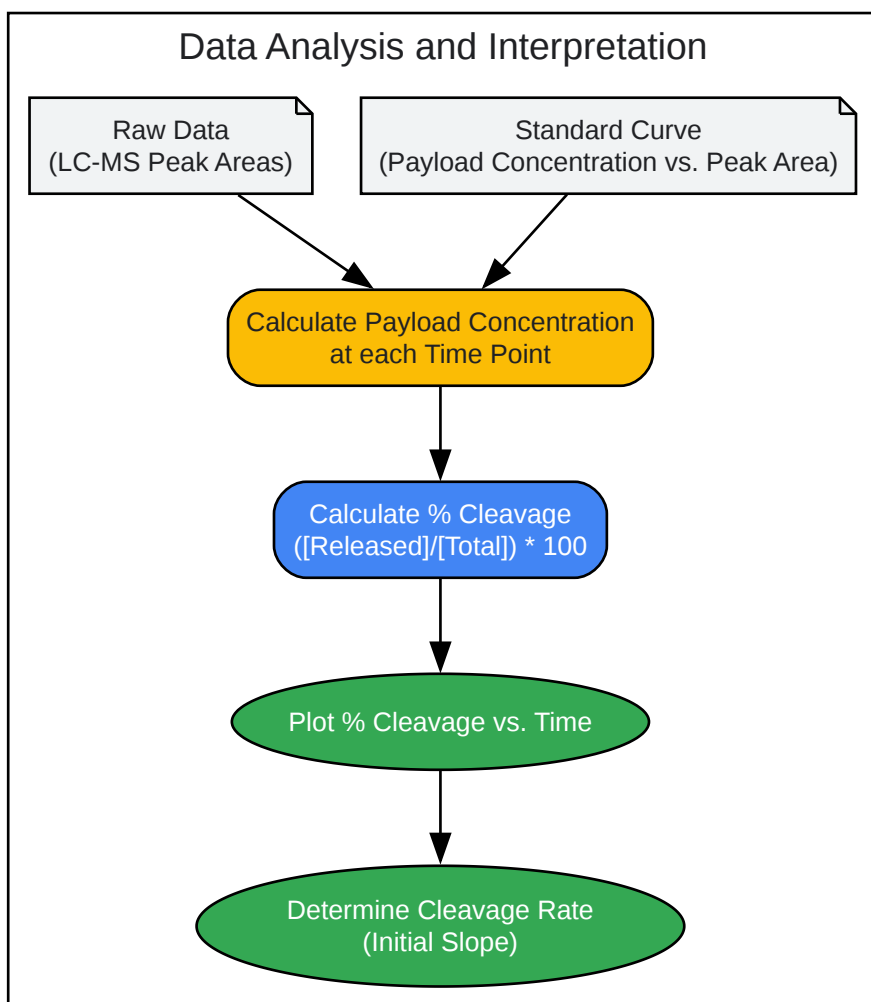 Data Analysis and Interpretation
Raw Data
(LC-MS Peak Areas)
Standard Curve
(Payload Concentration vs. Peak Area)
Calculate Payload Concentration
at each Time Point
Calculate % Cleavage
([Released]/[Total]) * 100
Plot % Cleavage vs. Time
Determine Cleavage Rate
(Initial Slope)